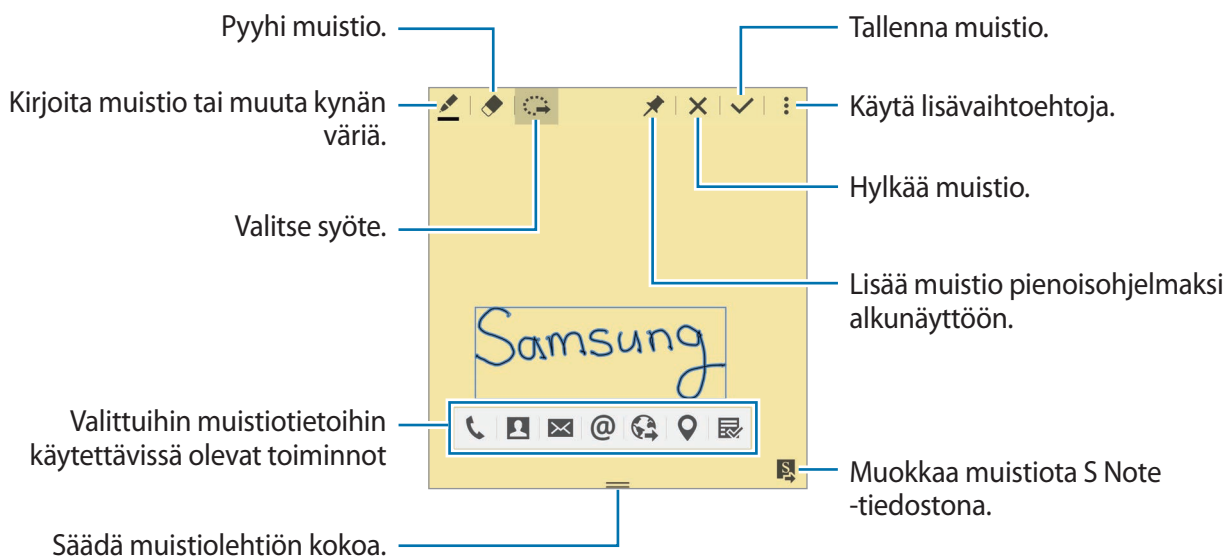 Pyyhi muistio.
Tallenna muistio.
Kirjoita muistio tai muuta kynän
väriä.
Käytä lisävaihtoehtoja.
Hylkää muistio.
Valitse syöte.
Lisää muistio pienoisohjelmaksi
alkunäyttöön.
Samsung
Valittuihin muistiotietoihin
käytettävissä olevat toiminnot
Muokkaa muistiota S Note
-tiedostona.
Säädä muistiolehtiön kokoa.